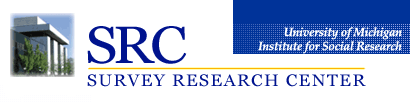 SRC
SURVEY RESEARCH CENTER
University of Michigan
Institute for Social Research